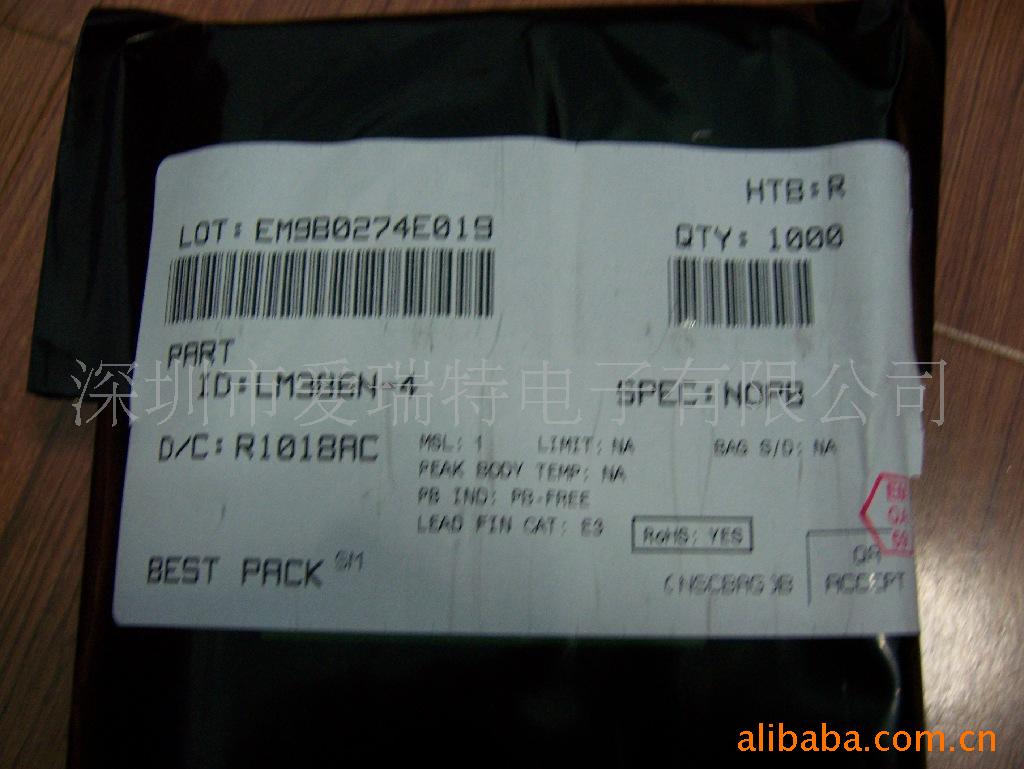 HTB: R
LOT: EM9B0274E019
QTY: 1000
PART
ID: LM386N-4
SPEC: NOPB
深圳市爱瑞特电子有限公司
D/C: R1018AC
MSL: 1 LIMIT: NA BAG S/D: NA
PEAK BODY TEMP: NA
PB IND: PB-FREE
LEAD FIN CAT: E3
RoHS: YES
BEST PACK SM
(NSCBAG)B
QA
ACCEPT
alibaba.com.cn